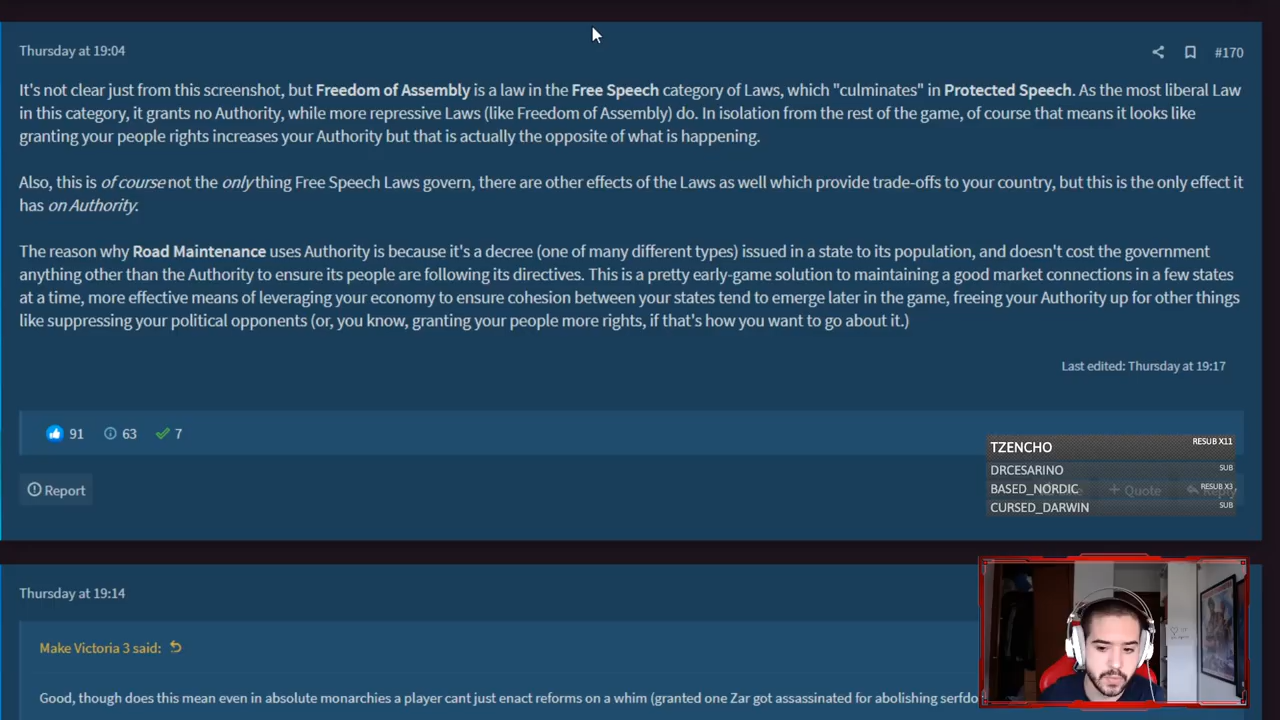 Thursday at 19:04
#170
It's not clear just from this screenshot, but Freedom of Assembly is a law in the Free Speech category of Laws, which "culminates" in Protected Speech. As the most liberal Law
in this category, it grants no Authority, while more repressive Laws (like Freedom of Assembly) do. In isolation from the rest of the game, of course that means it looks like
granting your people rights increases your Authority but that is actually the opposite of what is happening.
Also, this is of course not the only thing Free Speech Laws govern, there are other effects of the Laws as well which provide trade-offs to your country, but this is the only effect it
has on Authority.
The reason why Road Maintenance uses Authority is because it's a decree (one of many different types) issued in a state to its population, and doesn't cost the government
anything other than the Authority to ensure its people are following its directives. This is a pretty early-game solution to maintaining a good market connections in a few states
at a time, more effective means of leveraging your economy to ensure cohesion between your states tend to emerge later in the game, freeing your Authority up for other things
like suppressing your political opponents (or, you know, granting your people more rights, if that's how you want to go about it.)
Last edited: Thursday at 19:17
91 63 7
TZENCHO RESUB X11
DRCESARINO SUB
BASED_NORDIC RESUB X3
CURSED_DARWIN SUB
Report
+ Quote Reply
Thursday at 19:14
Make Victoria 3 said:
Good, though does this mean even in absolute monarchies a player cant just enact reforms on a whim (granted one Zar got assassinated for abolishing